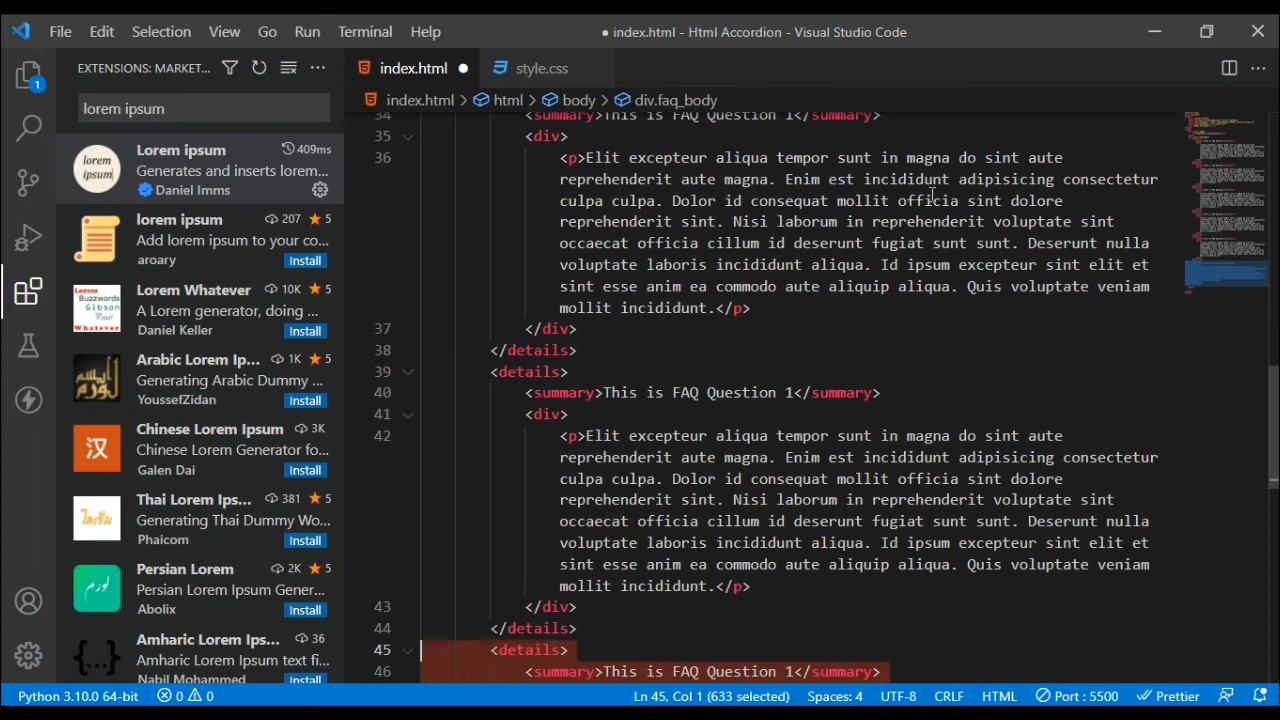 File Edit Selection View Go Run Terminal Help
● index.html - Html Accordion - Visual Studio Code
EXTENSIONS: MARKET...
lorem ipsum
Lorem ipsum 409ms
Generates and inserts lorem...
Daniel Imms
lorem ipsum 207 ★5
Add lorem ipsum to your co...
aroary Install
Lorem Whatever 10K ★5
A Lorem generator, doing ...
Daniel Keller Install
Arabic Lorem Ip... 1K ★5
Generating Arabic Dummy ...
YoussefZidan Install
Chinese Lorem Ipsum 3K
Chinese Lorem Generator fo...
Galen Dai Install
Thai Lorem Ips... 381 ★5
Generating Thai Dummy Wo...
Phaicom Install
Persian Lorem 2K ★5
Persian Lorem Ipsum Gener...
Abolix Install
Amharic Lorem Ips... 36
Amharic Lorem Ipsum text fi...
Nabil Mohammed Install
index.html ● style.css
index.html > html > body > div.faq_body
34 <summary>This is FAQ Question 1</summary>
35 <div>
36 <p>Elit excepteur aliqua tempor sunt in magna do sint aute
reprehenderit aute magna. Enim est incididunt adipisicing consectetur
culpa culpa. Dolor id consequat mollit officia sint dolore
reprehenderit sint. Nisi laborum in reprehenderit voluptate sint
occaecat officia cillum id deserunt fugiat sunt sunt. Deserunt nulla
voluptate laboris incididunt aliqua. Id ipsum excepteur sint elit et
sint esse anim ea commodo aute aliquip aliqua. Quis voluptate veniam
mollit incididunt.</p>
37 </div>
38 </details>
39 <details>
40 <summary>This is FAQ Question 1</summary>
41 <div>
42 <p>Elit excepteur aliqua tempor sunt in magna do sint aute
reprehenderit aute magna. Enim est incididunt adipisicing consectetur
culpa culpa. Dolor id consequat mollit officia sint dolore
reprehenderit sint. Nisi laborum in reprehenderit voluptate sint
occaecat officia cillum id deserunt fugiat sunt sunt. Deserunt nulla
voluptate laboris incididunt aliqua. Id ipsum excepteur sint elit et
sint esse anim ea commodo aute aliquip aliqua. Quis voluptate veniam
mollit incididunt.</p>
43 </div>
44 </details>
45 <details>
46 <summary>This is FAQ Question 1</summary>
Python 3.10.0 64-bit 0 0 Ln 45, Col 1 (633 selected) Spaces: 4 UTF-8 CRLF HTML Port : 5500 Prettier